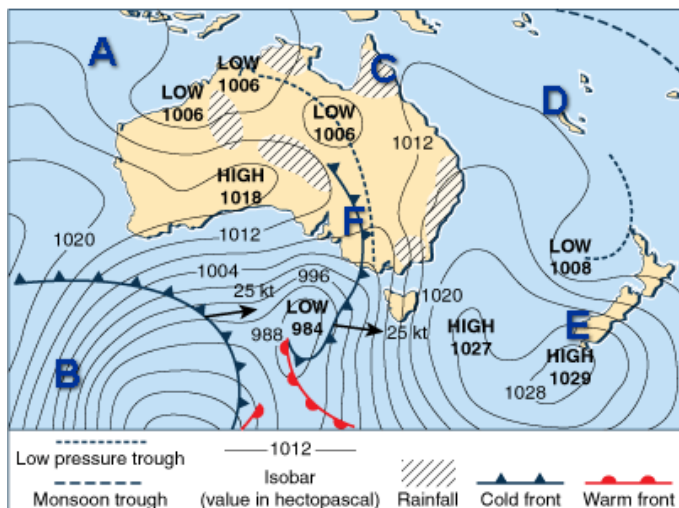 A
C
D
LOW
1006
LOW
1006
LOW
1006
1012
HIGH
1018
F
1020
1012
LOW
1008
1004
996
1020
25 kt
LOW
984
25 kt
HIGH
1027
E
988
B
HIGH
1029
1028
1012
Low pressure trough
Monsoon trough
Isobar
(value in hectopascal)
Rainfall
Cold front
Warm front